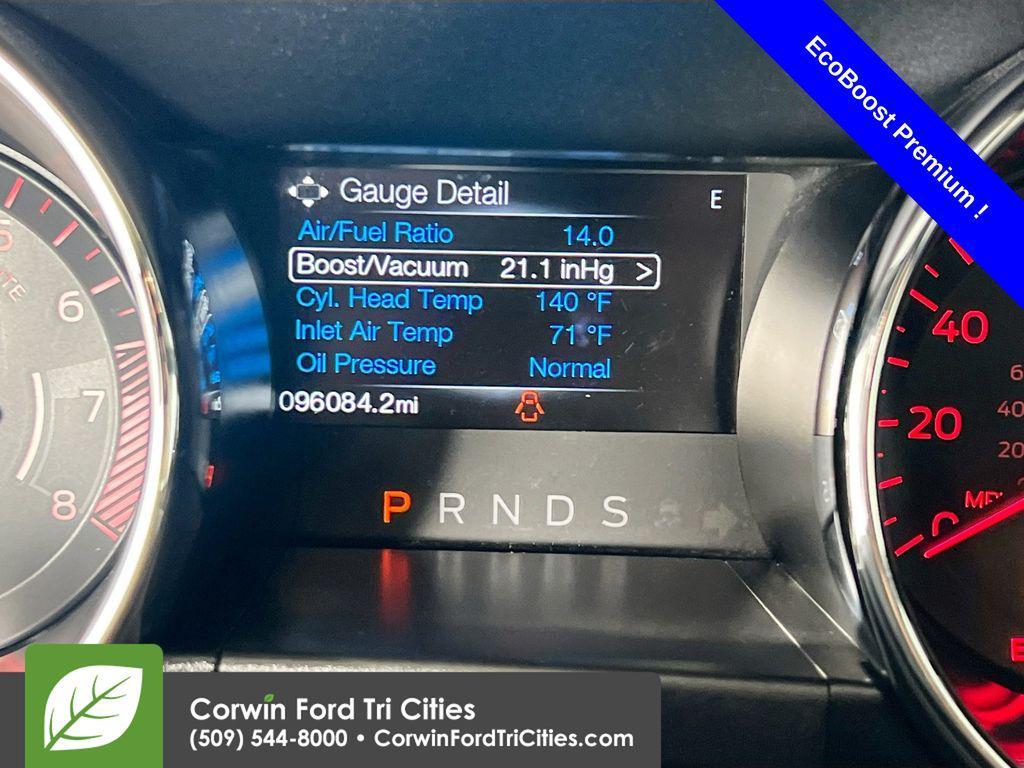 EcoBoost Premium !
Gauge Detail
E
Air/Fuel Ratio 14.0
Boost/Vacuum 21.1 inHg >
Cyl. Head Temp 140 °F
Inlet Air Temp 71 °F
Oil Pressure Normal
096084.2mi
P R N D S
6
7
8
40
20
0
Corwin Ford Tri Cities
(509) 544-8000 • CorwinFordTriCities.com